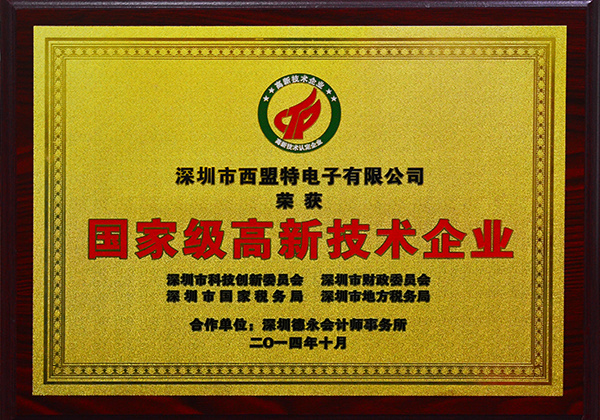 高新技术企业
高新技术认定企业
深圳市西盟特电子有限公司
荣获
国家级高新技术企业
深圳市科技创新委员会 深圳市财政委员会
深圳市国家税务局 深圳市地方税务局
合作单位：深圳德永会计师事务所
二〇一四年十月